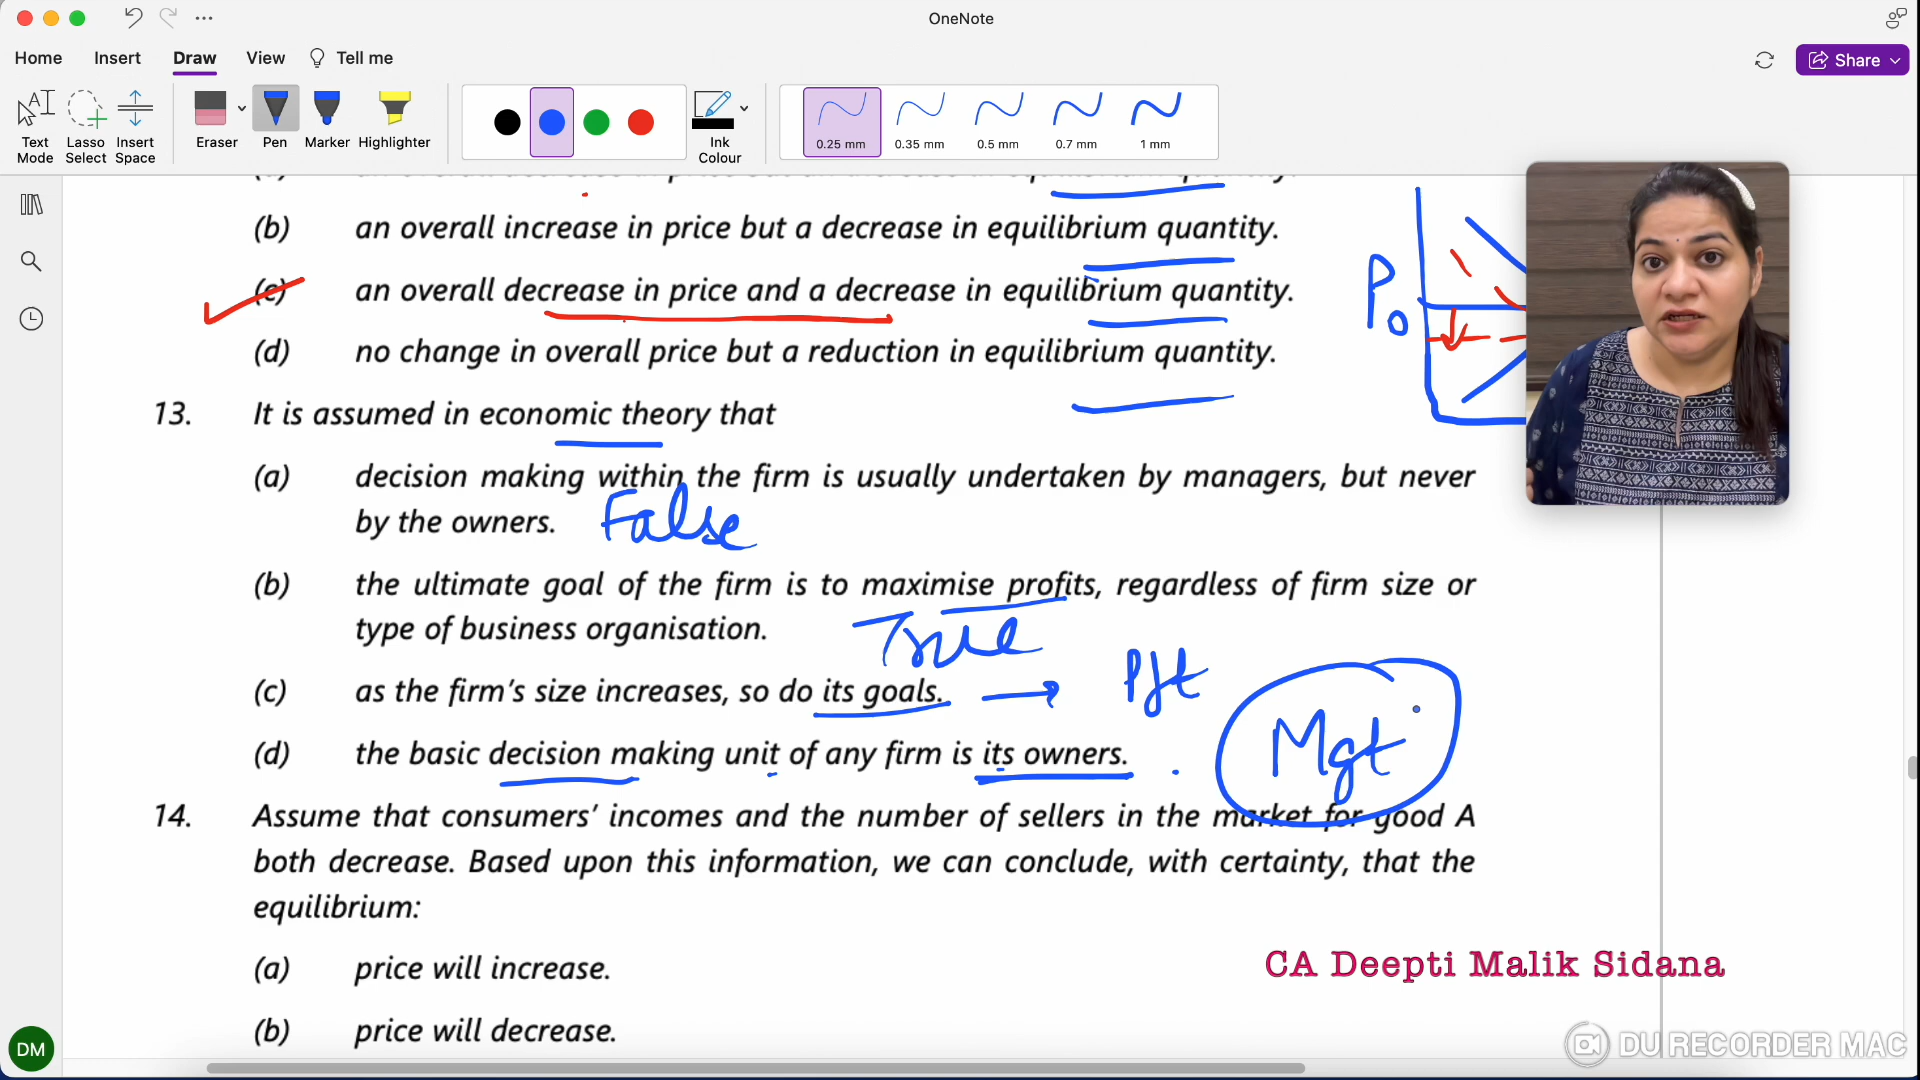 OneNote
Home Insert Draw View Tell me
Share
Text Mode
Lasso Select
Insert Space
Eraser
Pen
Marker
Highlighter
Ink Colour
0.25 mm
0.35 mm
0.5 mm
0.7 mm
1 mm
(b) an overall increase in price but a decrease in equilibrium quantity.
(c) an overall decrease in price and a decrease in equilibrium quantity.
(d) no change in overall price but a reduction in equilibrium quantity.
P0
13. It is assumed in economic theory that
(a) decision making within the firm is usually undertaken by managers, but never
by the owners. False
(b) the ultimate goal of the firm is to maximise profits, regardless of firm size or
type of business organisation. True
(c) as the firm's size increases, so do its goals. Pft
(d) the basic decision making unit of any firm is its owners. Mgt
14. Assume that consumers' incomes and the number of sellers in the market for good A
both decrease. Based upon this information, we can conclude, with certainty, that the
equilibrium:
(a) price will increase.
(b) price will decrease.
CA Deepti Malik Sidana
DM
DU RECORDER MAC